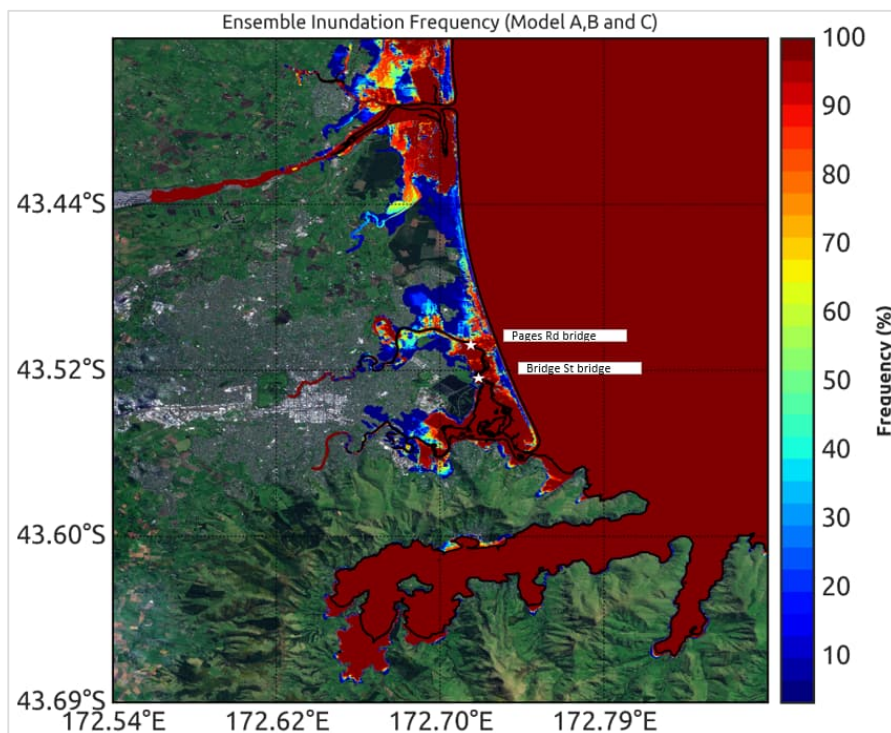 Ensemble Inundation Frequency (Model A,B and C)
100
90
80
43.44°S
70
60
Pages Rd bridge
43.52°S
Bridge St bridge
50
Frequency (%)
40
30
43.60°S
20
10
43.69°S
172.54°E 172.62°E 172.70°E 172.79°E